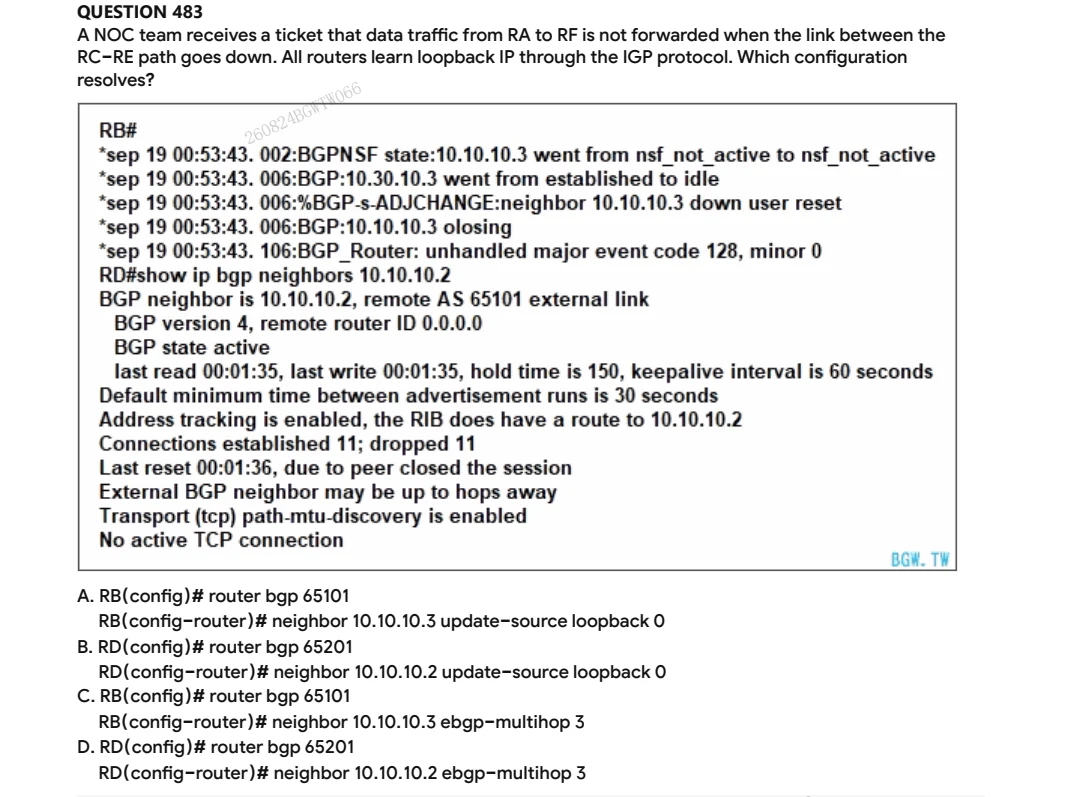 QUESTION 483
A NOC team receives a ticket that data traffic from RA to RF is not forwarded when the link between the
RC-RE path goes down. All routers learn loopback IP through the IGP protocol. Which configuration
resolves?
260824BGWTW066
RB#
*sep 19 00:53:43. 002:BGPNSF state:10.10.10.3 went from nsf_not_active to nsf_not_active
*sep 19 00:53:43. 006:BGP:10.30.10.3 went from established to idle
*sep 19 00:53:43. 006:%BGP-s-ADJCHANGE:neighbor 10.10.10.3 down user reset
*sep 19 00:53:43. 006:BGP:10.10.10.3 olosing
*sep 19 00:53:43. 106:BGP_Router: unhandled major event code 128, minor 0
RD#show ip bgp neighbors 10.10.10.2
BGP neighbor is 10.10.10.2, remote AS 65101 external link
BGP version 4, remote router ID 0.0.0.0
BGP state active
last read 00:01:35, last write 00:01:35, hold time is 150, keepalive interval is 60 seconds
Default minimum time between advertisement runs is 30 seconds
Address tracking is enabled, the RIB does have a route to 10.10.10.2
Connections established 11; dropped 11
Last reset 00:01:36, due to peer closed the session
External BGP neighbor may be up to hops away
Transport (tcp) path-mtu-discovery is enabled
No active TCP connection
BGW.TW
A. RB(config)# router bgp 65101
RB(config-router)# neighbor 10.10.10.3 update-source loopback 0
B. RD(config)# router bgp 65201
RD(config-router)# neighbor 10.10.10.2 update-source loopback 0
C. RB(config)# router bgp 65101
RB(config-router)# neighbor 10.10.10.3 ebgp-multihop 3
D. RD(config)# router bgp 65201
RD(config-router)# neighbor 10.10.10.2 ebgp-multihop 3